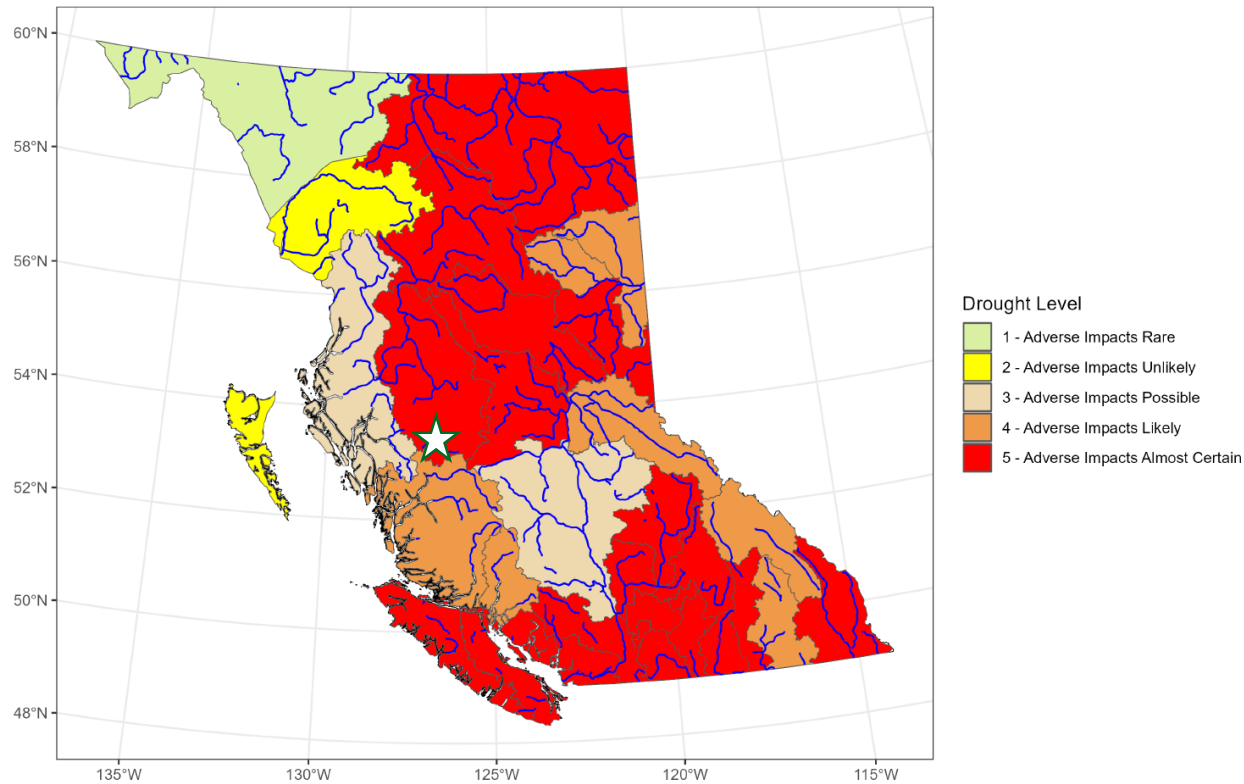 60°N
58°N
56°N
54°N
52°N
50°N
48°N
135°W 130°W 125°W 120°W 115°W
Drought Level
1 - Adverse Impacts Rare
2 - Adverse Impacts Unlikely
3 - Adverse Impacts Possible
4 - Adverse Impacts Likely
5 - Adverse Impacts Almost Certain